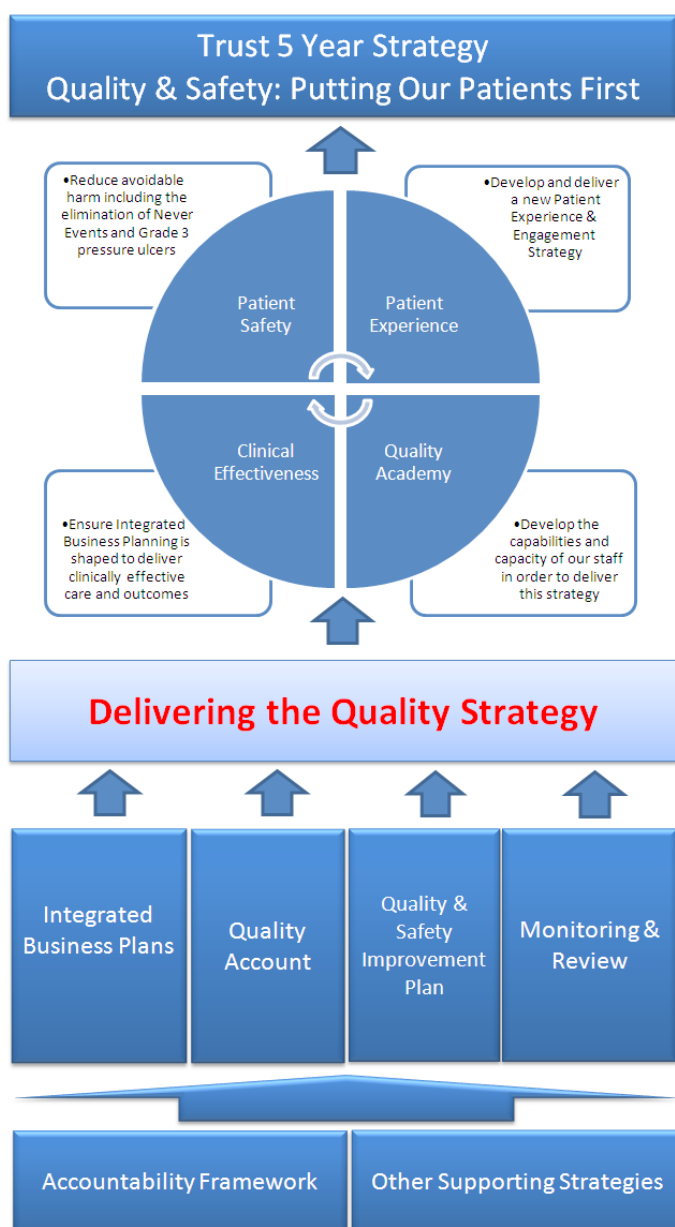 Trust 5 Year Strategy
Quality & Safety: Putting Our Patients First
•Reduce avoidable
harm including the
elimination of Never
Events and Grade 3
pressure ulcers
•Develop and deliver
a new Patient
Experience &
Engagement
Strategy
Patient
Safety
Patient
Experience
Clinical
Effectiveness
Quality
Academy
•Ensure Integrated
Business Planning is
shaped to deliver
clinically effective
care and outcomes
•Develop the
capabilities and
capacity of our staff
in order to deliver
this strategy
Delivering the Quality Strategy
Integrated
Business Plans
Quality
Account
Quality &
Safety
Improvement
Plan
Monitoring &
Review
Accountability Framework
Other Supporting Strategies